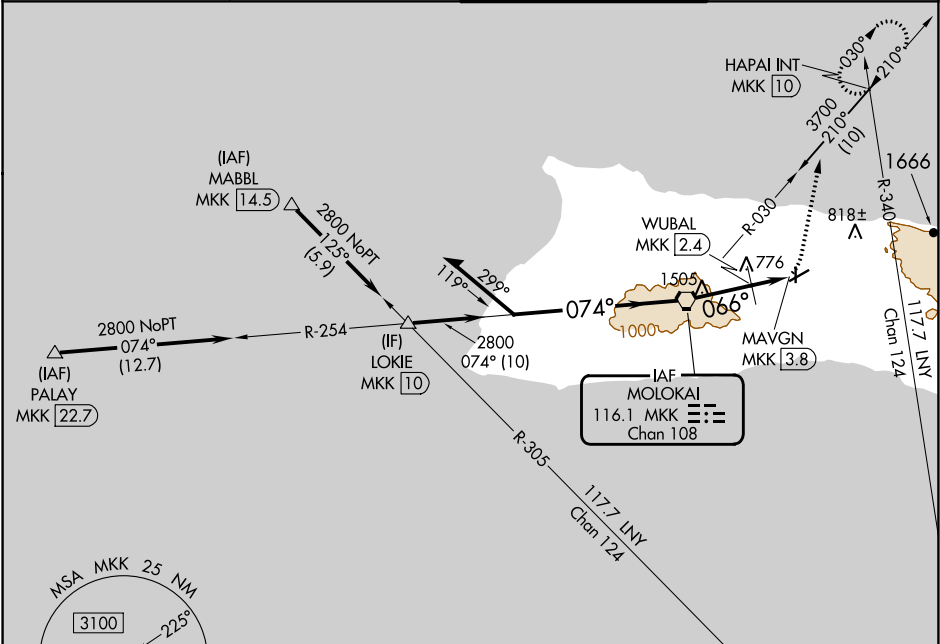 030°
210°
HAPAI INT
MKK 10
3700
210°
(10)
1666
(IAF)
MABBL
MKK 14.5
2800 NoPT
125°
(5.9)
R-340
818±
R-030
WUBAL
MKK 2.4
776
299°
119°
1505
074°
066°
1000
2800 NoPT
074°
(12.7)
R-254
(IAF)
PALAY
MKK 22.7
(IF)
LOKIE
MKK 10
2800
074° (10)
MAVGN
MKK 3.8
117.7 LNY
Chan 124
IAF
MOLOKAI
116.1 MKK
Chan 108
R-305
117.7 LNY
Chan 124
MSA MKK 25 NM
3100
225°